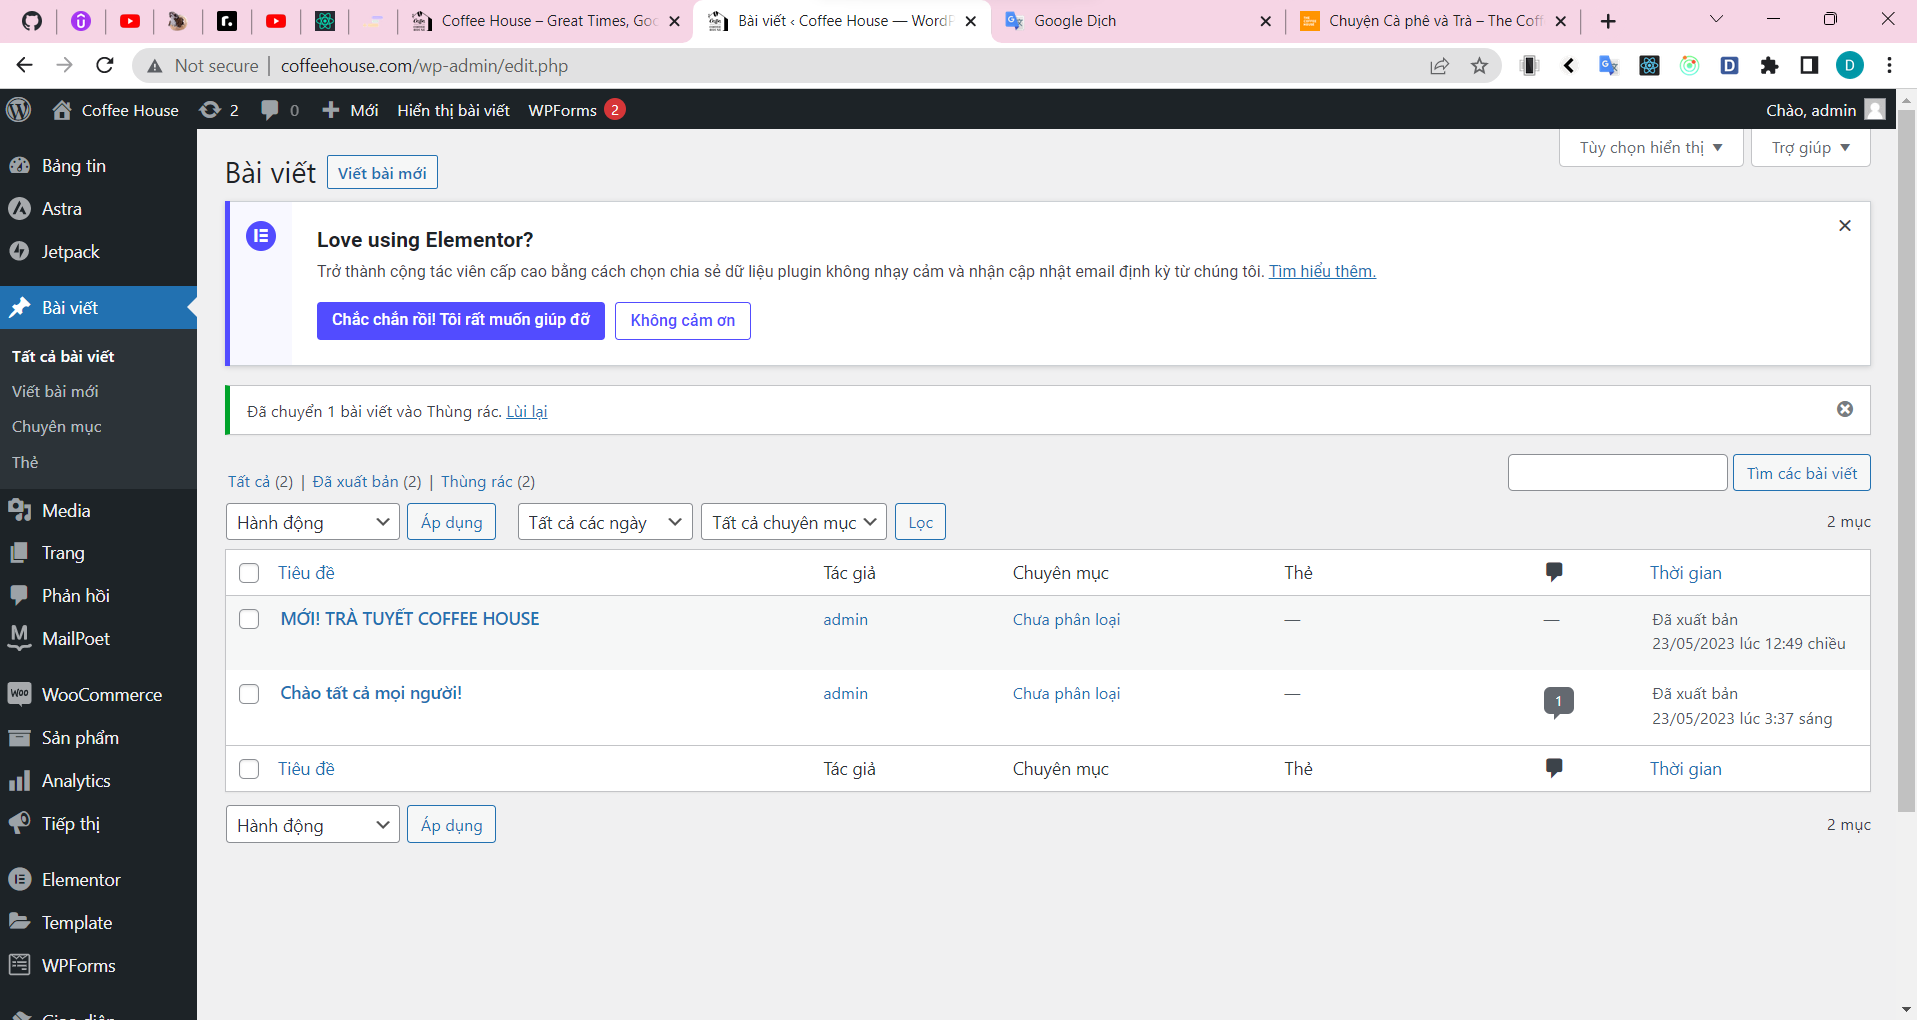 Coffee House – Great Times, Goo
Bài viết ‹ Coffee House — WordP
Google Dịch
Chuyện Cà phê và Trà – The Coff
Not secure | coffeehouse.com/wp-admin/edit.php
D
D
Coffee House
2
0
Mới
Hiển thị bài viết
WPForms 2
Chào, admin
Bảng tin
Astra
Jetpack
Bài viết
Tất cả bài viết
Viết bài mới
Chuyên mục
Thẻ
Media
Trang
Phản hồi
MailPoet
Woo WooCommerce
Sản phẩm
Analytics
Tiếp thị
Elementor
Template
WPForms
Giao diện
Tùy chọn hiển thị
Trợ giúp
Bài viết
Viết bài mới
Love using Elementor?
Trở thành cộng tác viên cấp cao bằng cách chọn chia sẻ dữ liệu plugin không nhạy cảm và nhận cập nhật email định kỳ từ chúng tôi. Tìm hiểu thêm.
Chắc chắn rồi! Tôi rất muốn giúp đỡ
Không cảm ơn
Đã chuyển 1 bài viết vào Thùng rác. Lùi lại
Tất cả (2) | Đã xuất bản (2) | Thùng rác (2)
Tìm các bài viết
Hành động
Áp dụng
Tất cả các ngày
Tất cả chuyên mục
Lọc
2 mục
Tiêu đề
Tác giả
Chuyên mục
Thẻ
Thời gian
MỚI! TRÀ TUYẾT COFFEE HOUSE
admin
Chưa phân loại
—
—
Đã xuất bản
23/05/2023 lúc 12:49 chiều
Chào tất cả mọi người!
admin
Chưa phân loại
—
1
Đã xuất bản
23/05/2023 lúc 3:37 sáng
Tiêu đề
Tác giả
Chuyên mục
Thẻ
Thời gian
Hành động
Áp dụng
2 mục